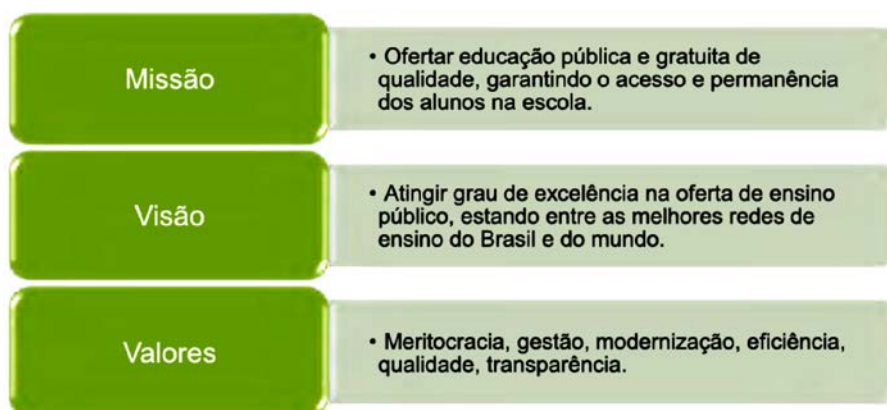 Missão
• Ofertar educação pública e gratuita de
qualidade, garantindo o acesso e permanência
dos alunos na escola.
Visão
• Atingir grau de excelência na oferta de ensino
público, estando entre as melhores redes de
ensino do Brasil e do mundo.
Valores
• Meritocracia, gestão, modernização, eficiência,
qualidade, transparência.